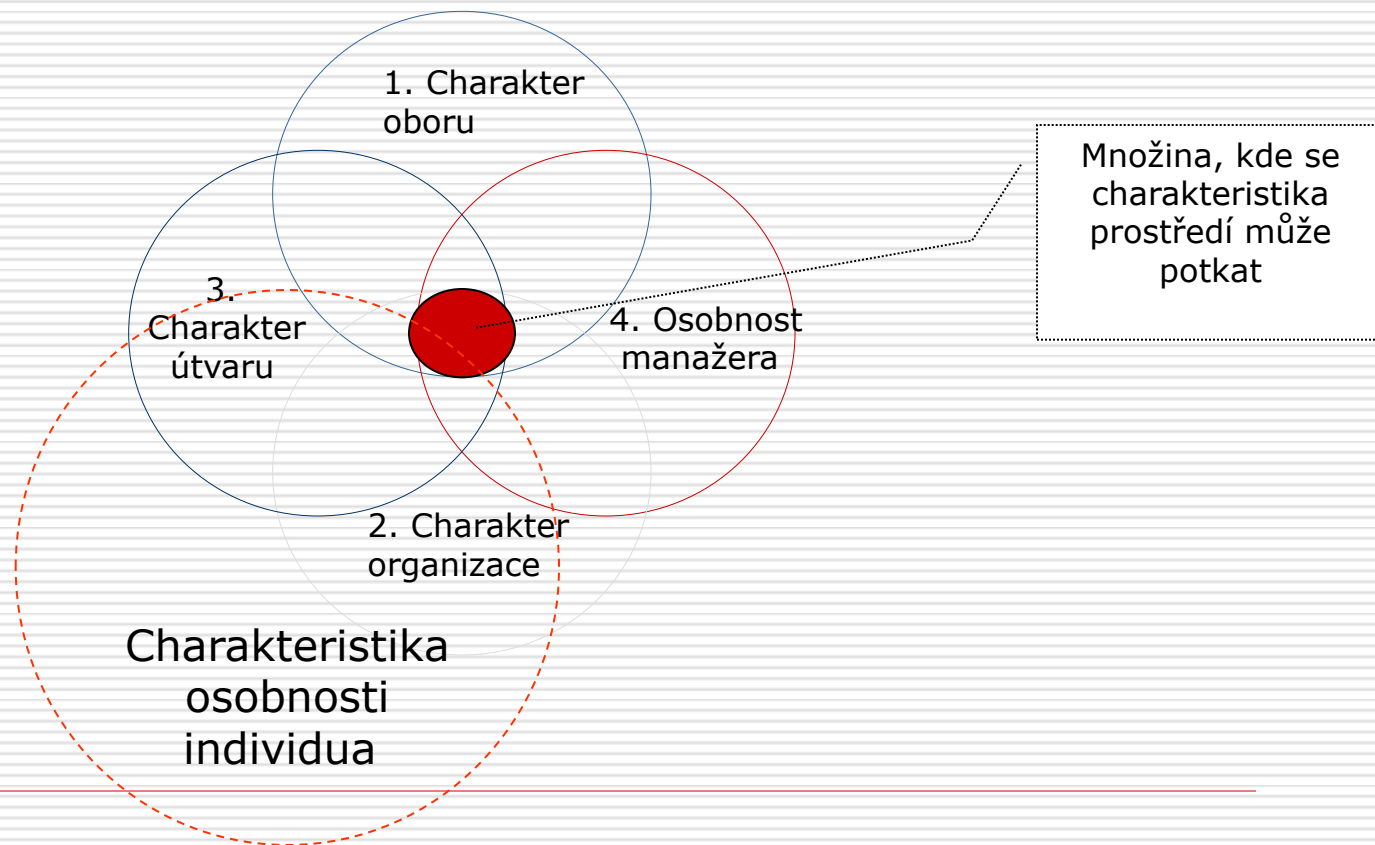 1. Charakter
oboru
Množina, kde se
charakteristika
prostředí může
potkat
3.
Charakter
útvaru
4. Osobnost
manažera
2. Charakter
organizace
Charakteristika
osobnosti
individua